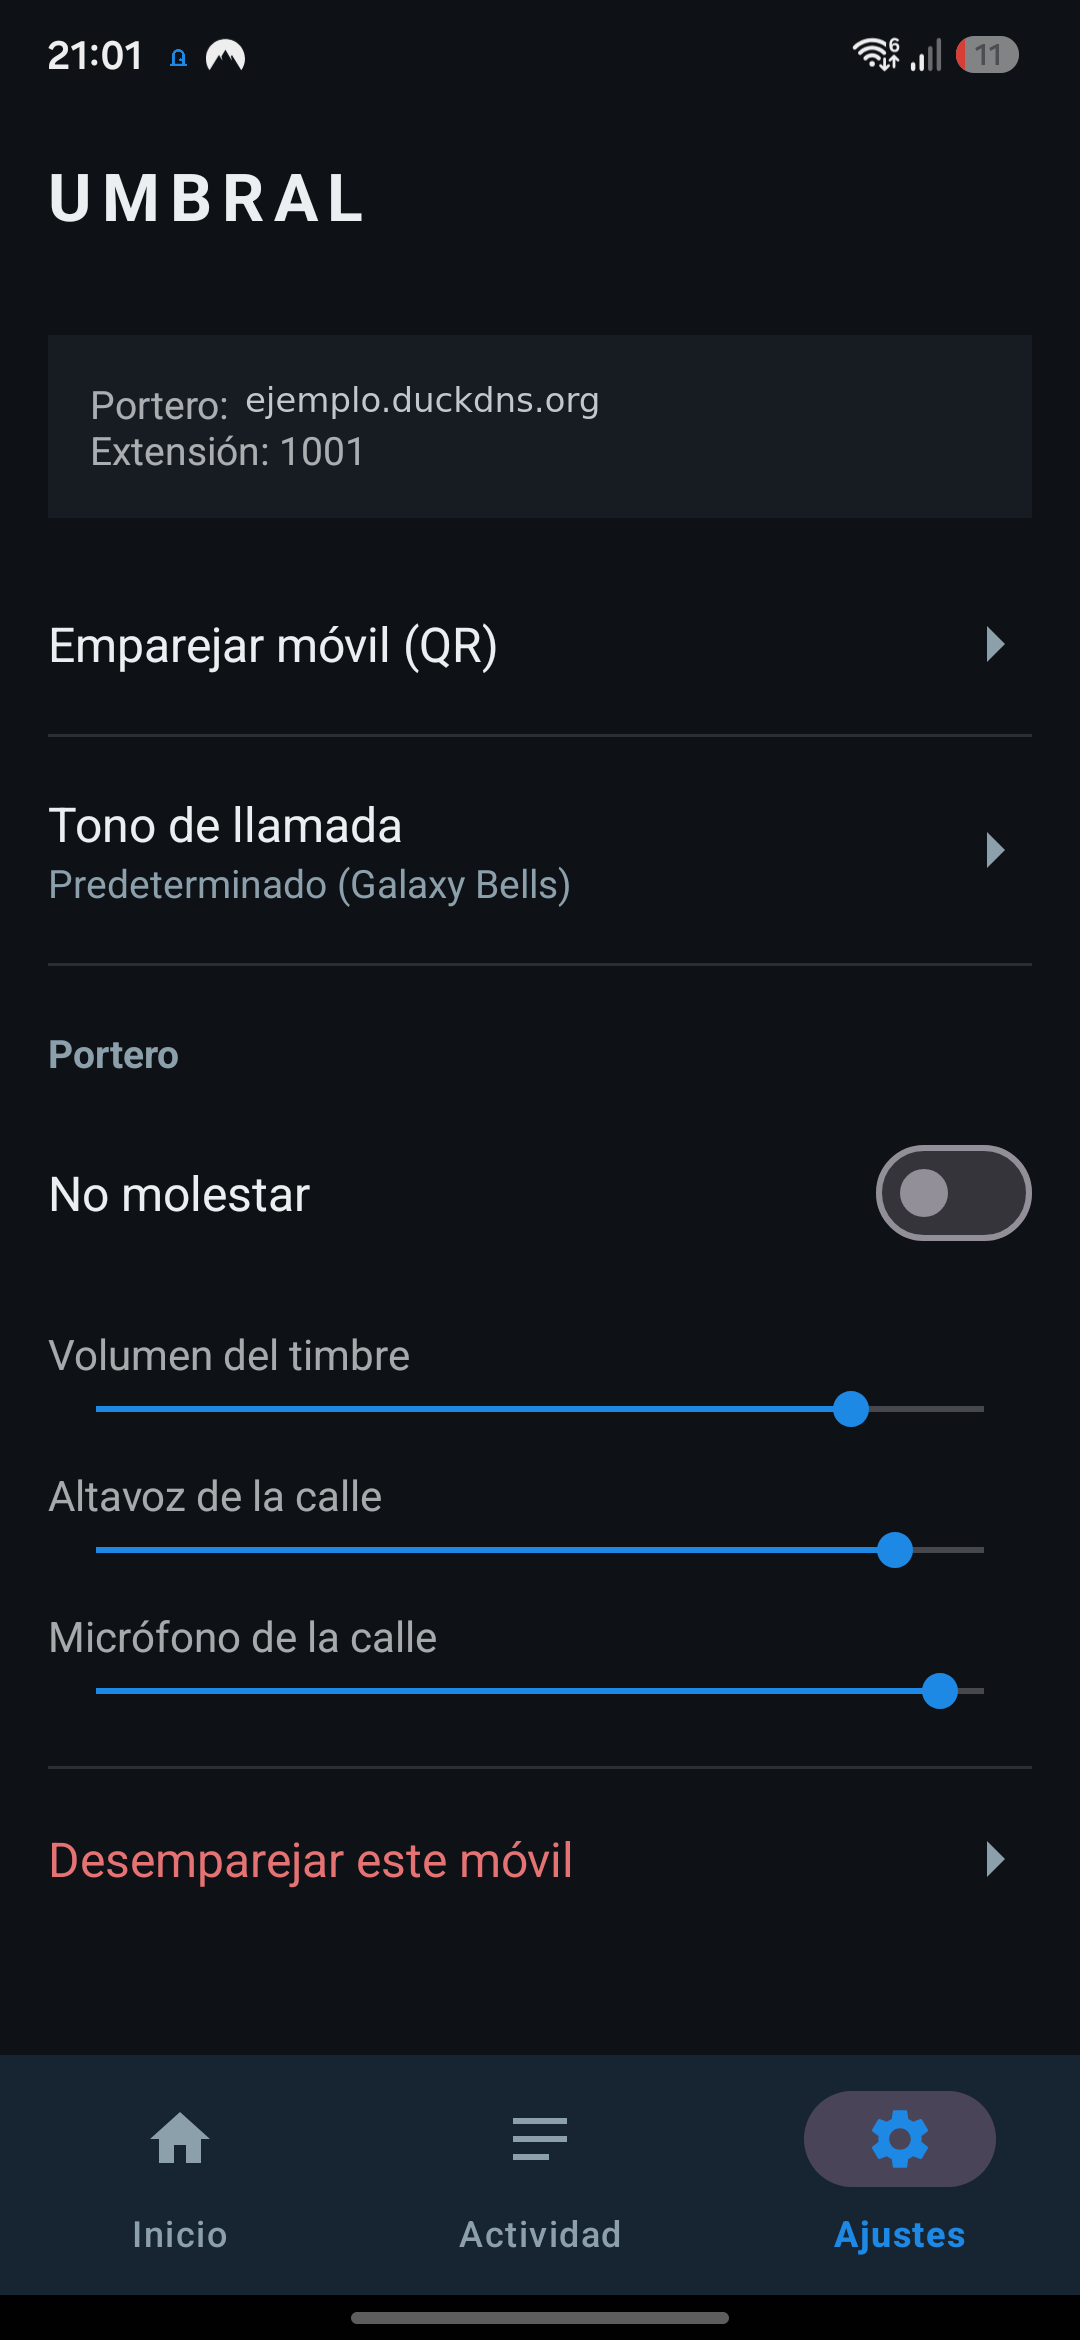 21:01
6
11
UMBRAL
Portero: ejemplo.duckdns.org
Extensión: 1001
Emparejar móvil (QR)
Tono de llamada
Predeterminado (Galaxy Bells)
Portero
No molestar
Volumen del timbre
Altavoz de la calle
Micrófono de la calle
Desemparejar este móvil
Inicio
Actividad
Ajustes